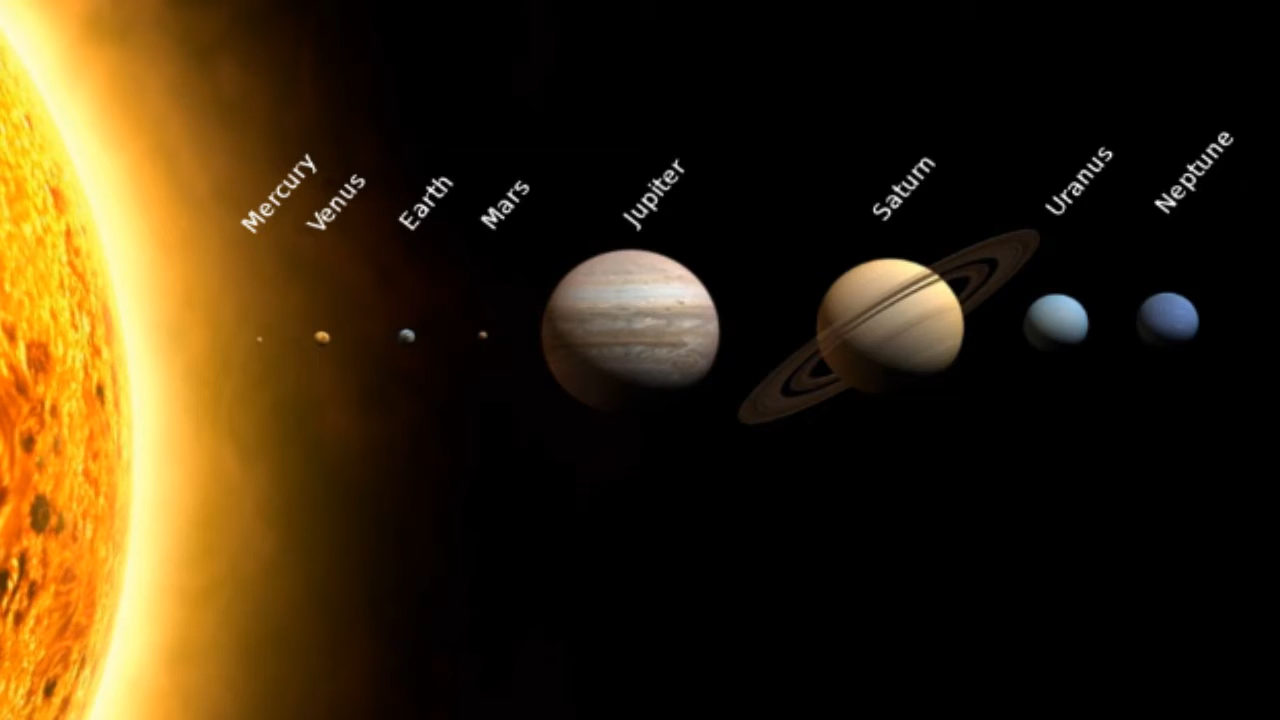 Mercury
Venus
Earth
Mars
Jupiter
Saturn
Uranus
Neptune